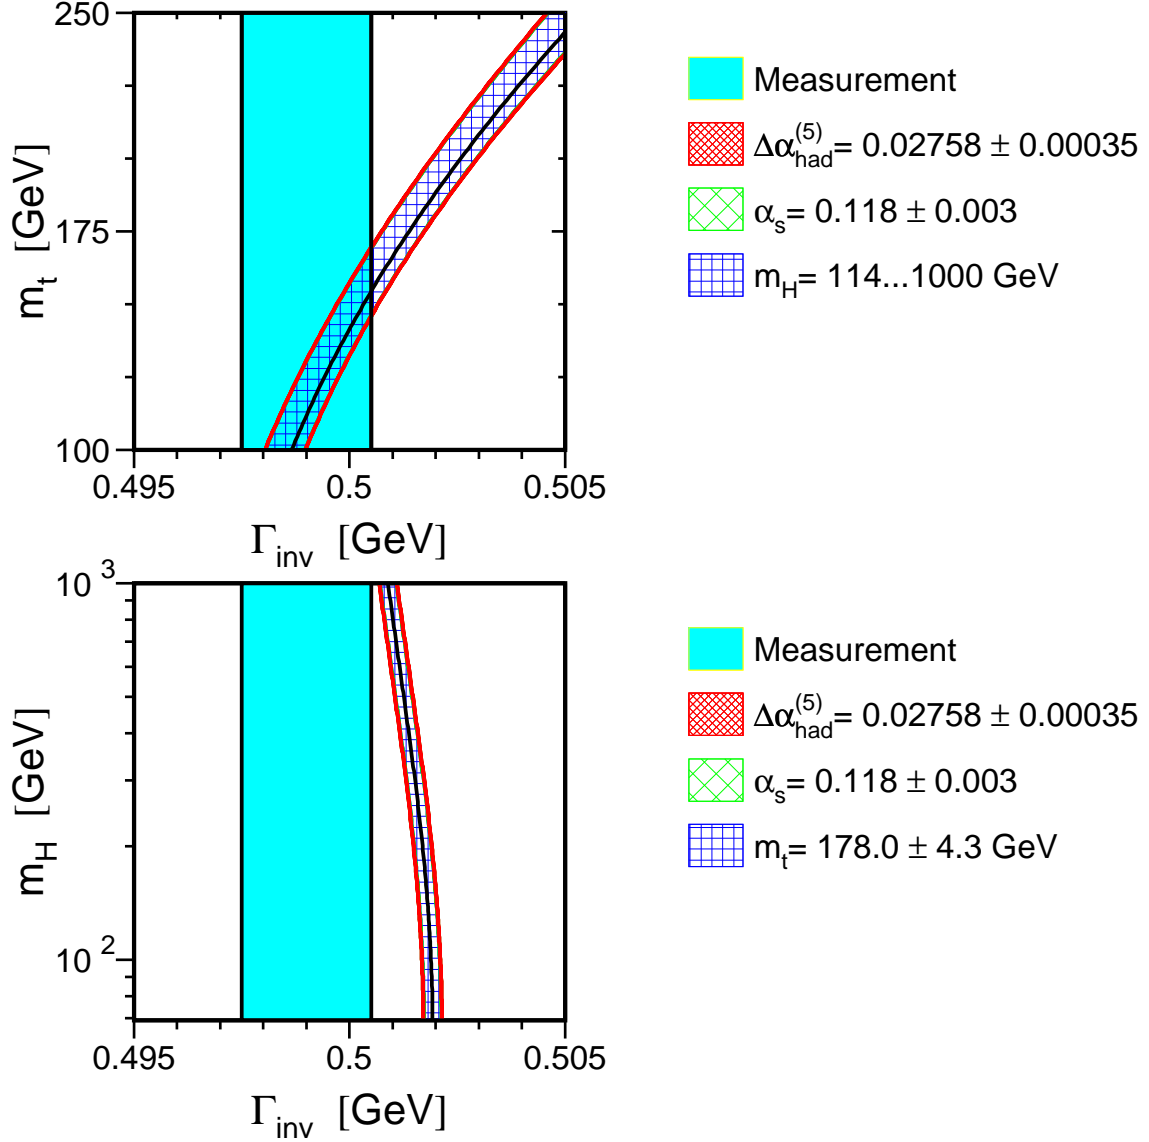 250
175
100
m_t [GeV]
0.495 0.5 0.505
Γ_inv [GeV]
Measurement
Δα_had^(5)= 0.02758 ± 0.00035
α_s= 0.118 ± 0.003
m_H= 114...1000 GeV
10^3
10^2
m_H [GeV]
0.495 0.5 0.505
Γ_inv [GeV]
Measurement
Δα_had^(5)= 0.02758 ± 0.00035
α_s= 0.118 ± 0.003
m_t= 178.0 ± 4.3 GeV